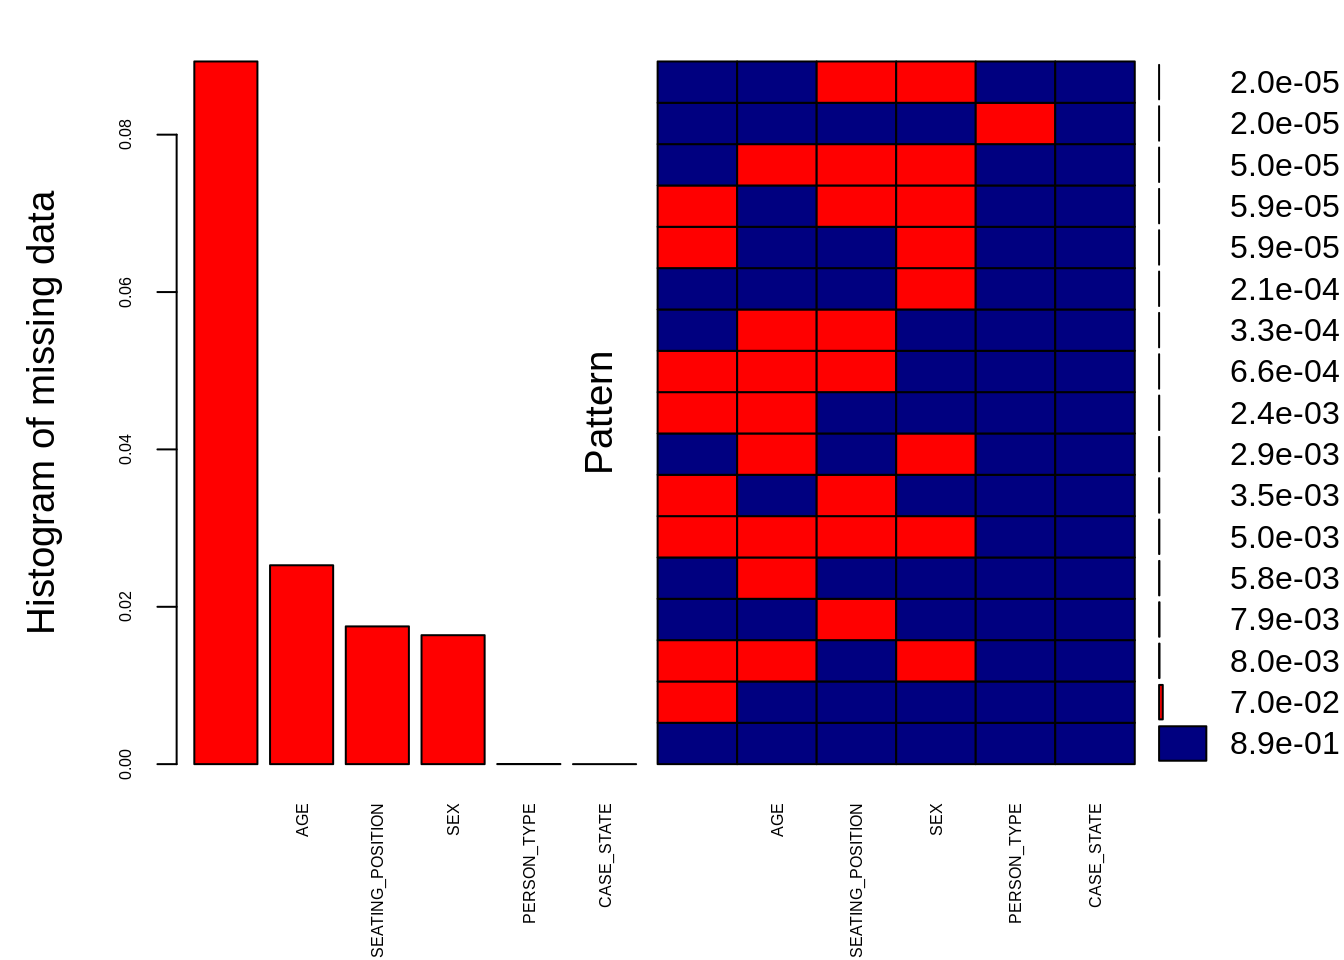 Histogram of missing data
0.08
0.06
0.04
0.02
0.00
AGE
SEATING_POSITION
SEX
PERSON_TYPE
CASE_STATE
Pattern
AGE
SEATING_POSITION
SEX
PERSON_TYPE
CASE_STATE
2.0e-05
2.0e-05
5.0e-05
5.9e-05
5.9e-05
2.1e-04
3.3e-04
6.6e-04
2.4e-03
2.9e-03
3.5e-03
5.0e-03
5.8e-03
7.9e-03
8.0e-03
7.0e-02
8.9e-01